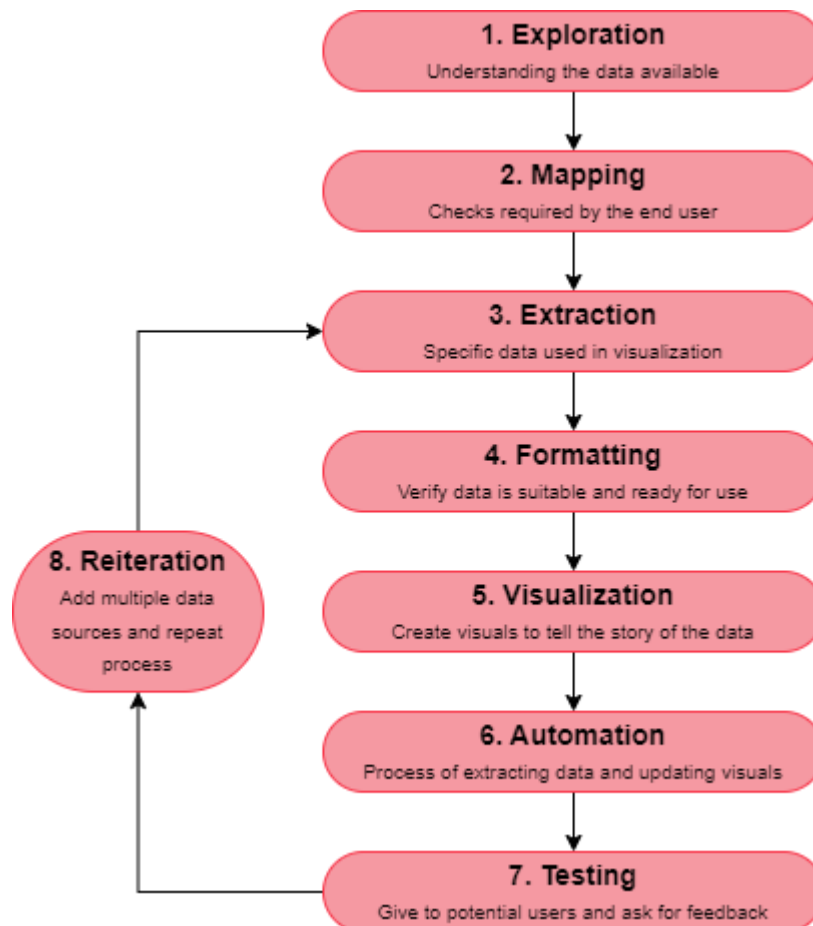 1. Exploration
Understanding the data available
2. Mapping
Checks required by the end user
3. Extraction
Specific data used in visualization
4. Formatting
Verify data is suitable and ready for use
5. Visualization
Create visuals to tell the story of the data
6. Automation
Process of extracting data and updating visuals
7. Testing
Give to potential users and ask for feedback
8. Reiteration
Add multiple data
sources and repeat
process